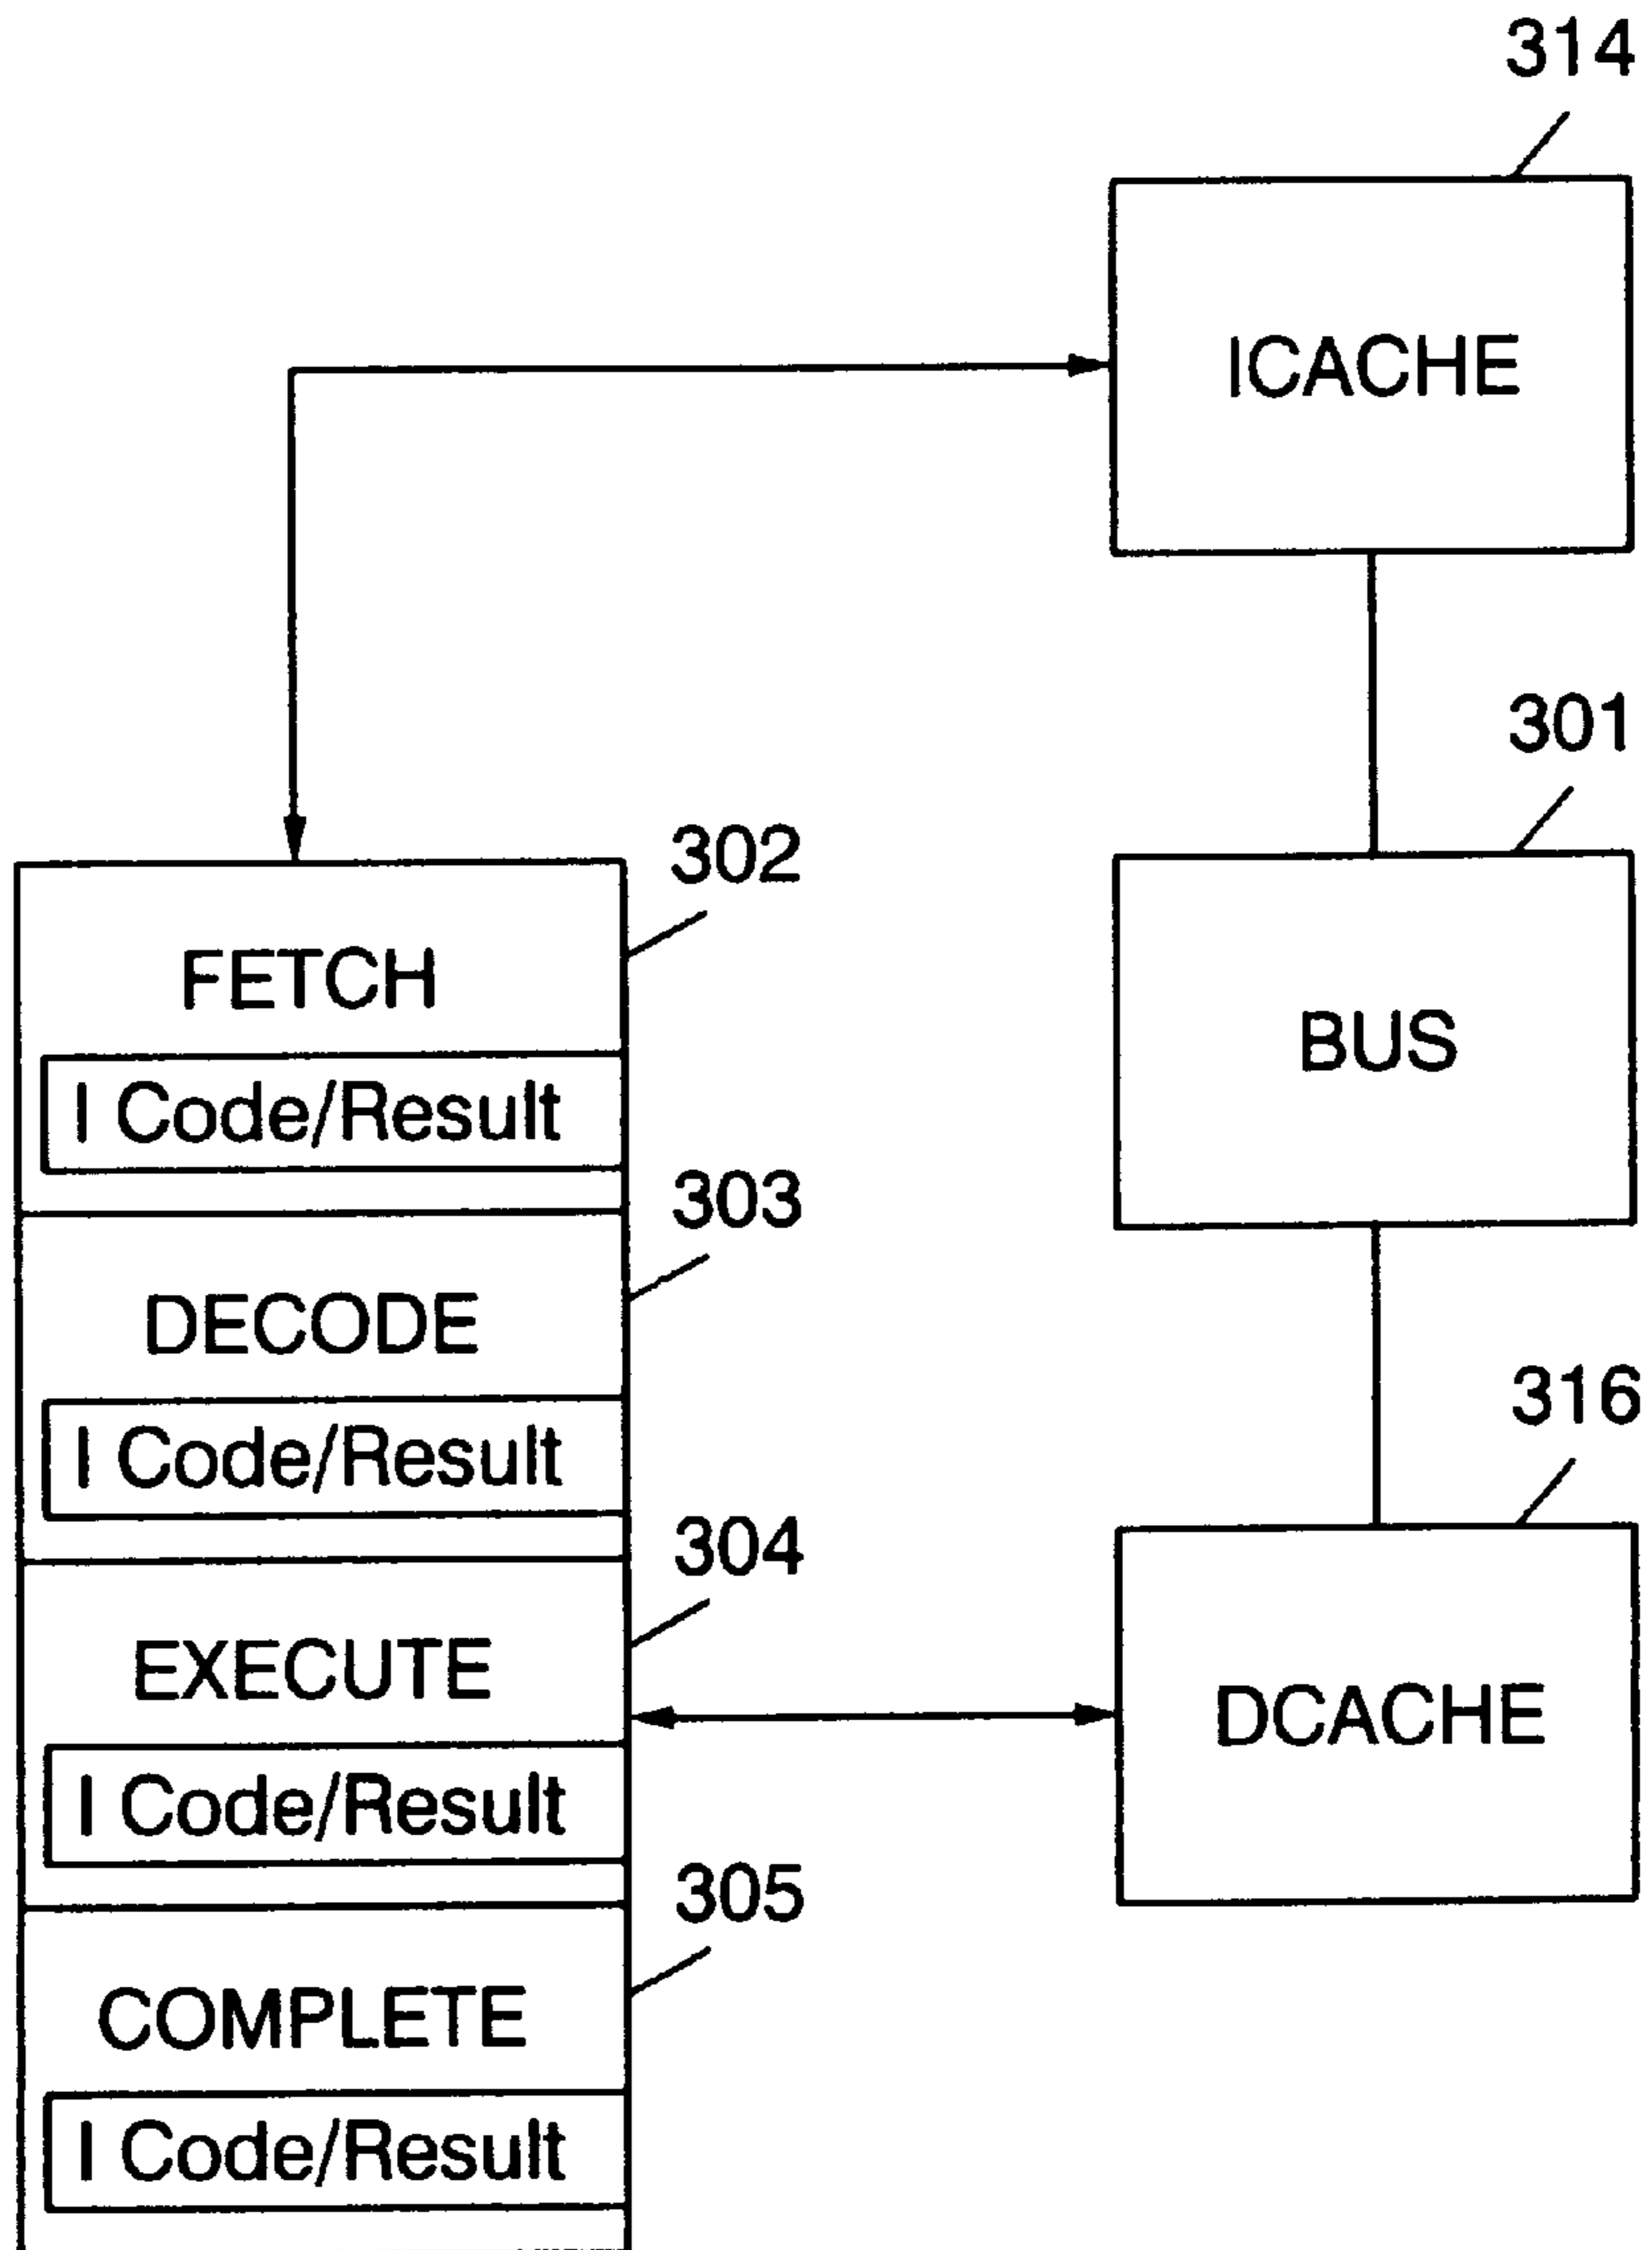 314
ICACHE
301
BUS
302
FETCH
I Code/Result
303
DECODE
I Code/Result
304
EXECUTE
I Code/Result
316
DCACHE
305
COMPLETE
I Code/Result